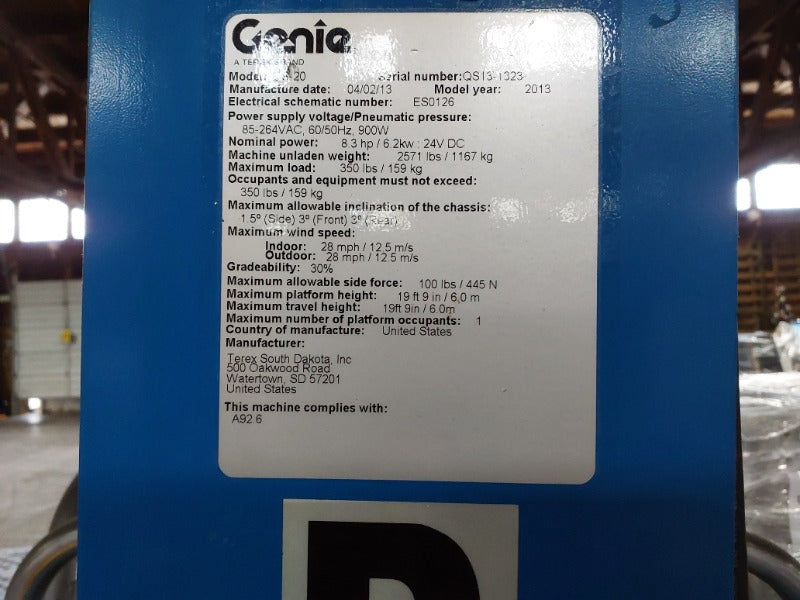 Genie
A TEREX BRAND
Model: QS-20 Serial number:QS13-1323
Manufacture date: 04/02/13 Model year: 2013
Electrical schematic number: ES0126
Power supply voltage/Pneumatic pressure:
85-264VAC, 60/50Hz, 900W
Nominal power: 8.3 hp / 6.2kw : 24V DC
Machine unladen weight: 2571 lbs / 1167 kg
Maximum load: 350 lbs / 159 kg
Occupants and equipment must not exceed:
350 lbs / 159 kg
Maximum allowable inclination of the chassis:
1.5º (Side) 3º (Front) 3º (Rear)
Maximum wind speed:
Indoor: 28 mph / 12.5 m/s
Outdoor: 28 mph / 12.5 m/s
Gradeability: 30%
Maximum allowable side force: 100 lbs / 445 N
Maximum platform height: 19 ft 9 in / 6.0 m
Maximum travel height: 19ft 9in / 6.0m
Maximum number of platform occupants: 1
Country of manufacture: United States
Manufacturer:
Terex South Dakota, Inc
500 Oakwood Road
Watertown, SD 57201
United States
This machine complies with:
A92.6